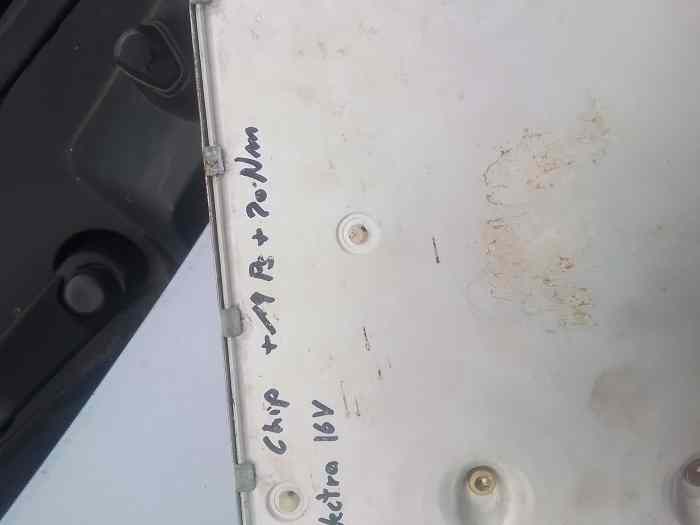 Chip +19 Ps +20 Nm
ktra 16V